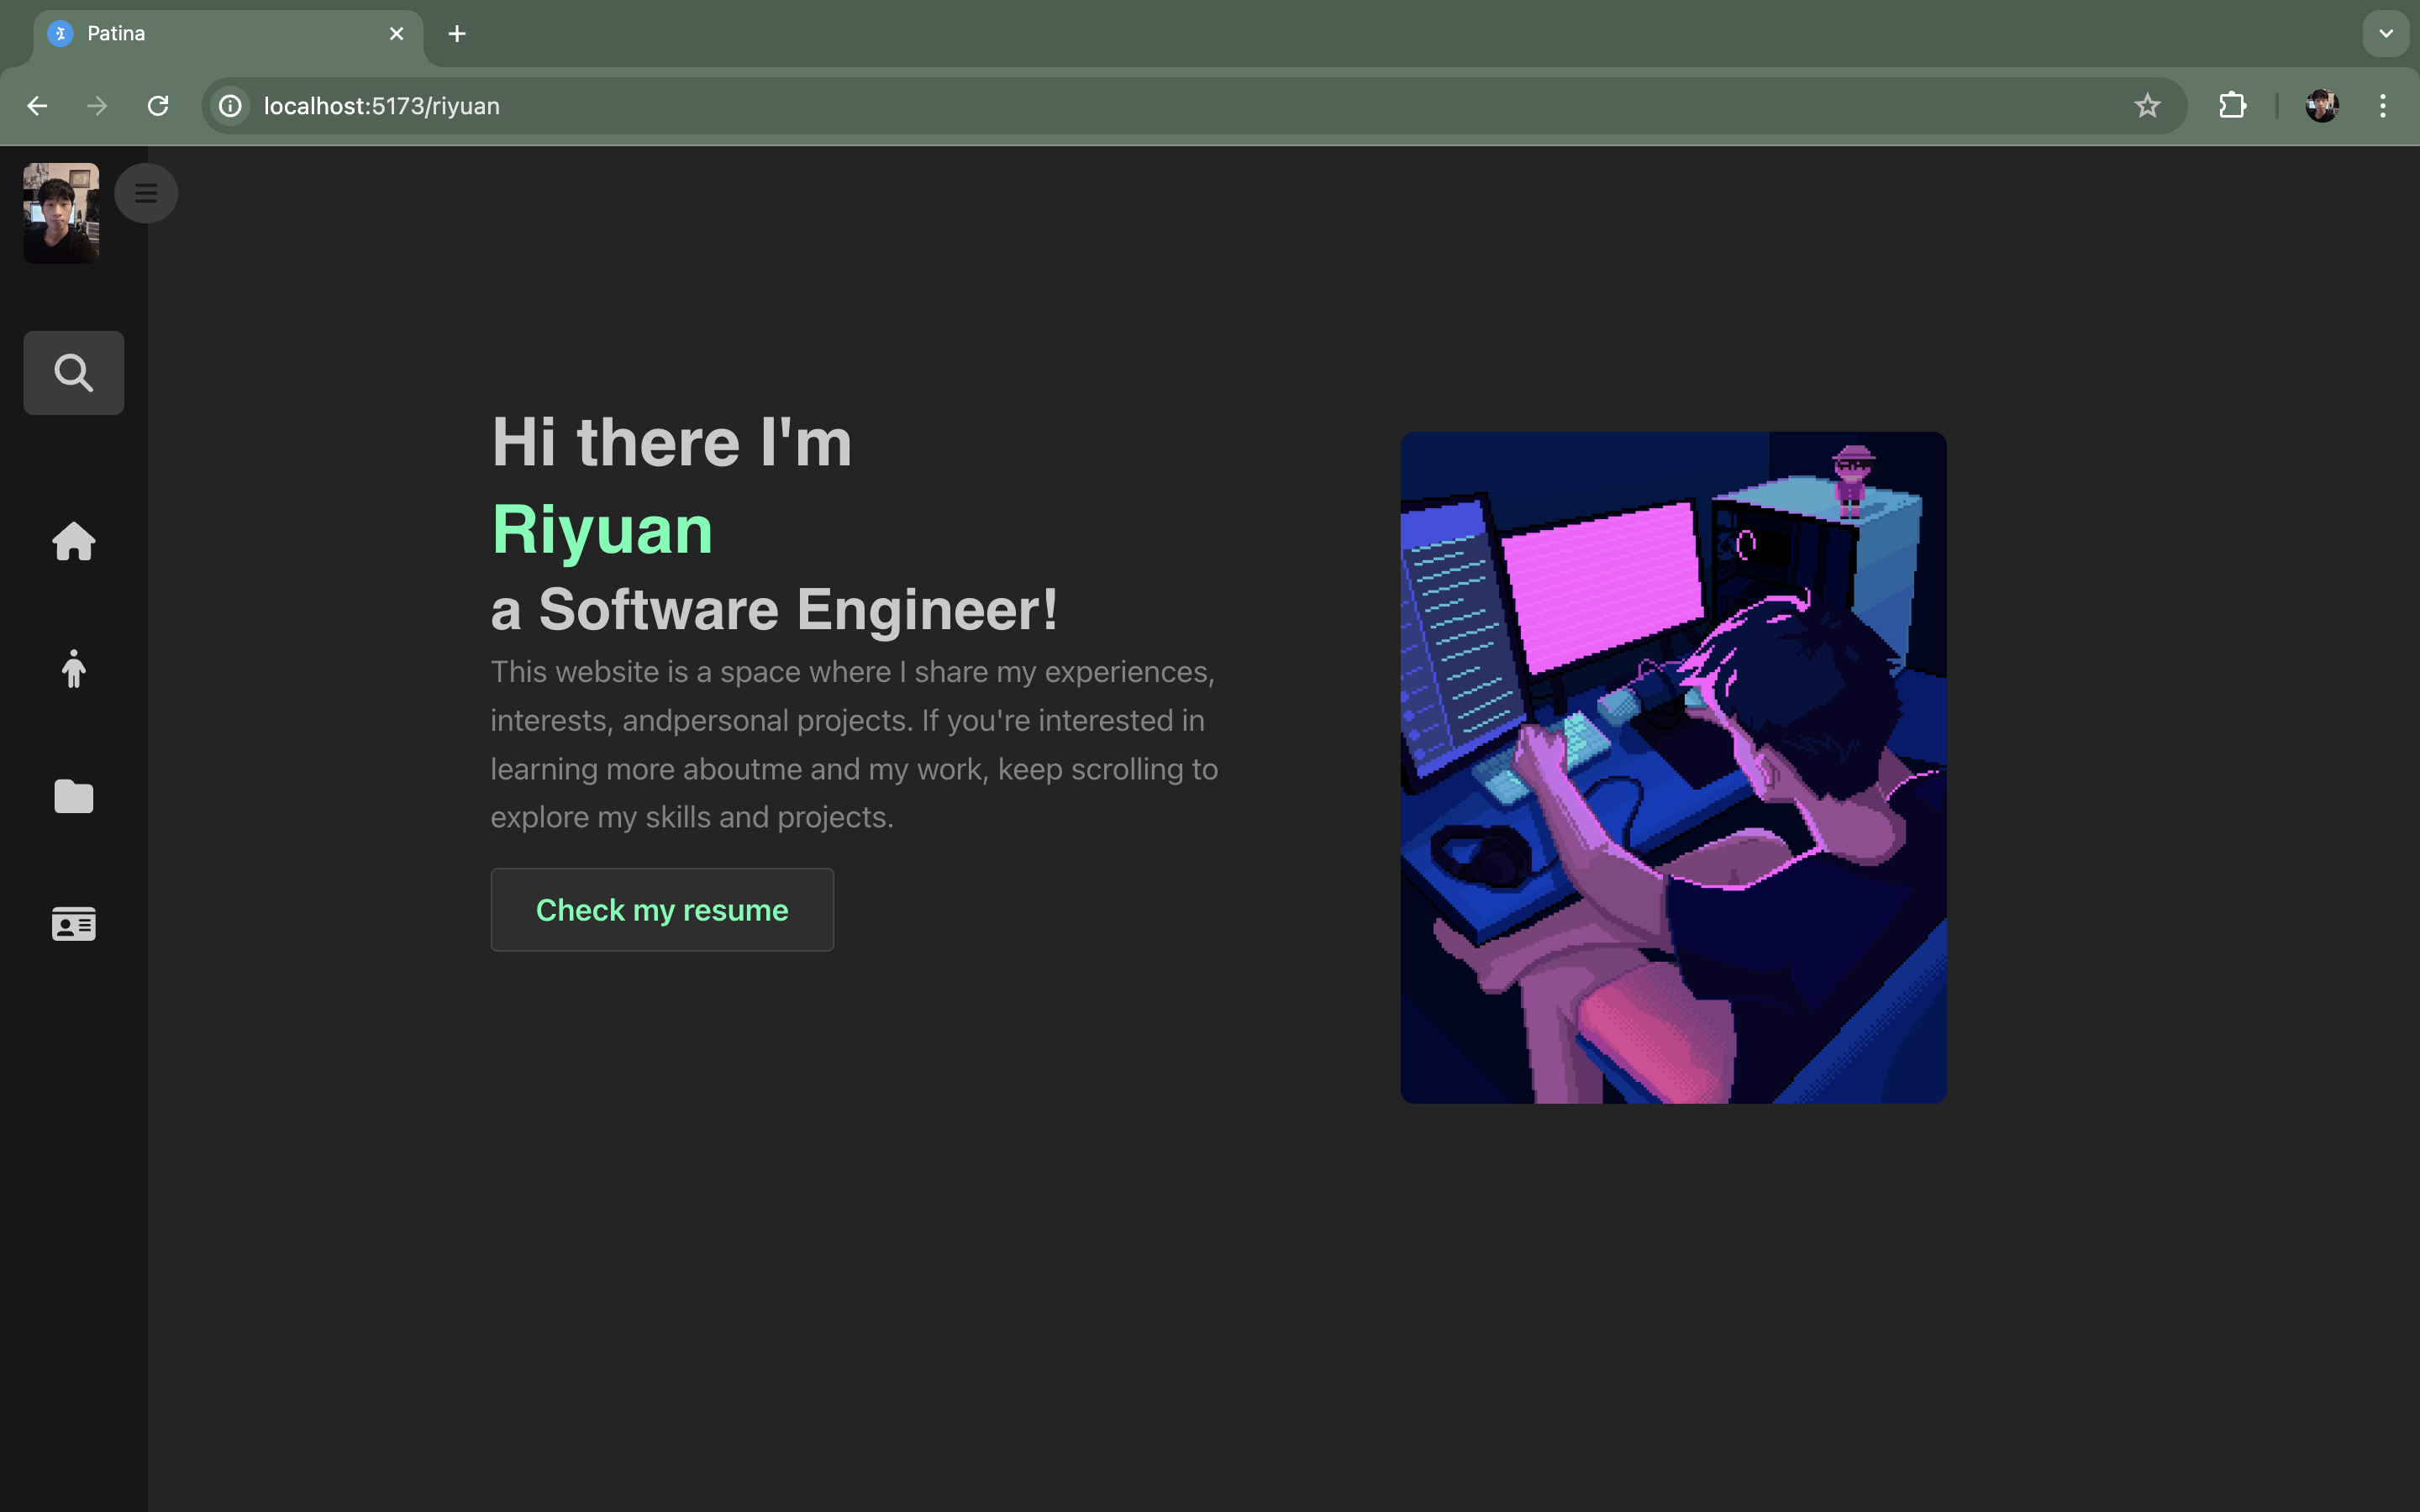 Patina
localhost:5173/riyuan
Hi there I'm
Riyuan
a Software Engineer!
This website is a space where I share my experiences,
interests, andpersonal projects. If you're interested in
learning more aboutme and my work, keep scrolling to
explore my skills and projects.
Check my resume